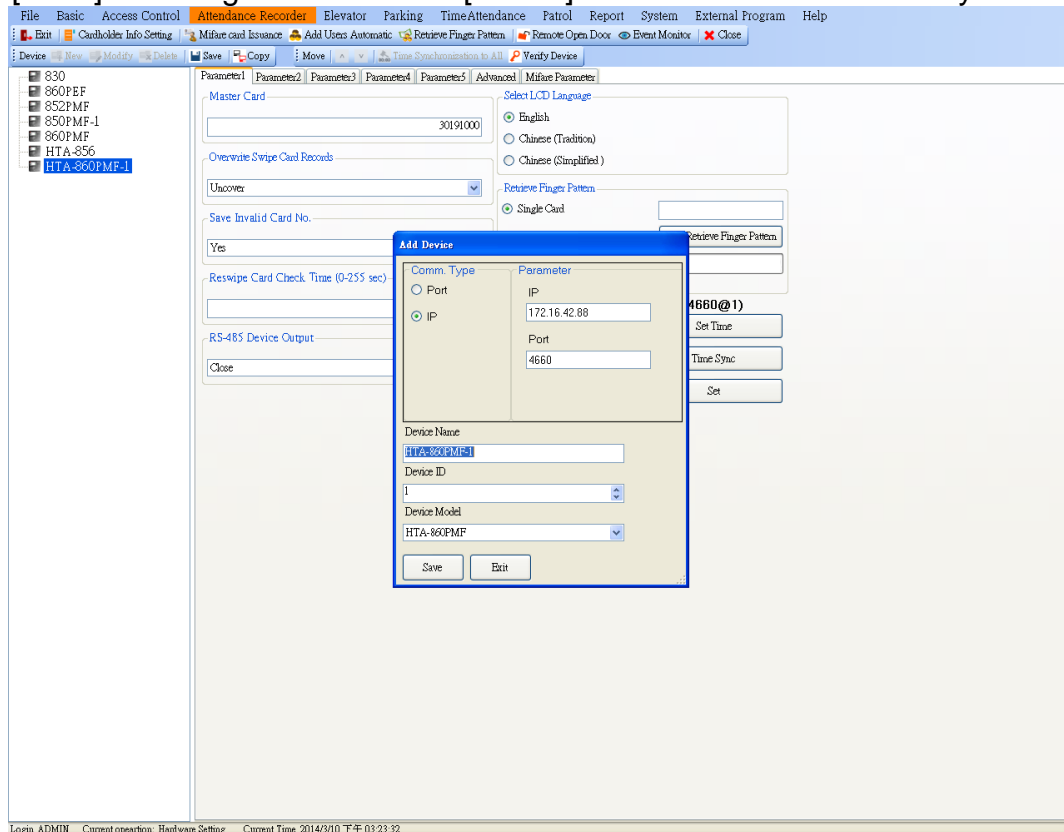 File Basic Access Control Attendance Recorder Elevator Parking TimeAttendance Patrol Report System External Program Help
Exit Cardholder Info Setting Mifare card Issuance Add Users Automatic Retrieve Finger Pattern Remote Open Door Event Monitor Close
Device New Modify Delete Save Copy Move Time Synchronization to All Verify Device
830
860PEF
852PMF
850PMF-1
860PMF
HTA-856
HTA-860PMF-1
Parameter1 Parameter2 Parameter3 Parameter4 Parameter5 Advanced Mifare Parameter
Master Card
30191000
Overwrite Swipe Card Records
Uncover
Save Invalid Card No.
Yes
Reswipe Card Check Time (0-255 sec)
RS-485 Device Output
Close
Select LCD Language
English
Chinese (Tradition)
Chinese (Simplified )
Retrieve Finger Pattern
Single Card
Retrieve Finger Pattern
4660@1)
Set Time
Time Sync
Set
Add Device
Comm. Type
Port
IP
Parameter
IP
172.16.42.88
Port
4660
Device Name
HTA-860PMF-1
Device ID
1
Device Model
HTA-860PMF
Save Exit
Login ADMIN Current opeartion: Hardware Setting Current Time 2014/3/10 下午 03:23:32